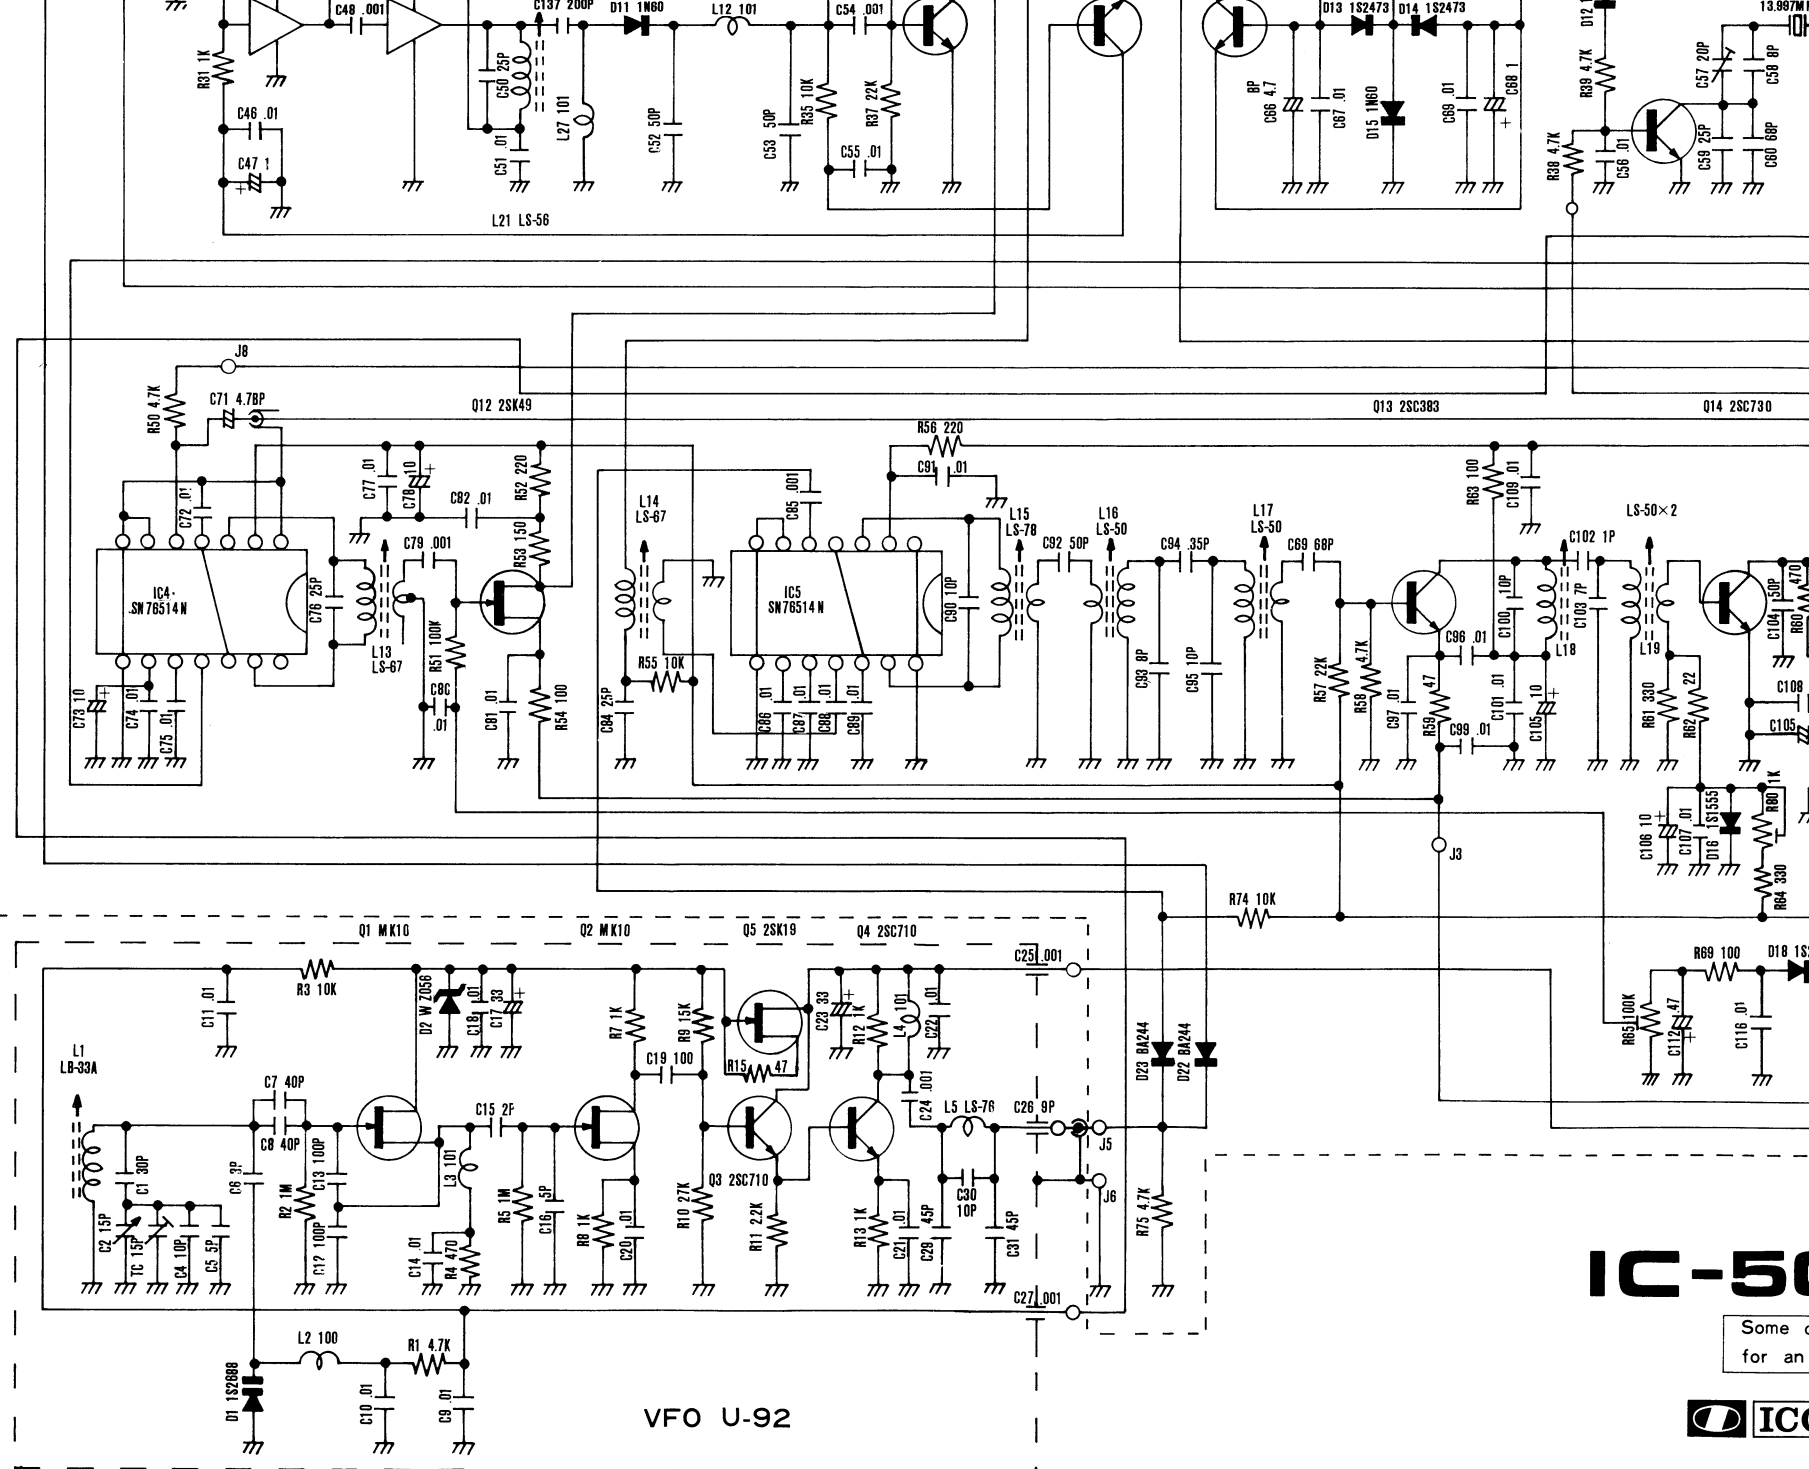 C48 .001
C137 200P
D11 1N60
L12 101
C54 .001
D13 1S2473
D14 1S2473
D12
13.997M
R31 1K
C50 25P
L27 101
C52 50P
C53 50P
R35 10K
R37 22K
BP
C66 4.7
C67 .01
D15 1N60
C69 .01
C68 1
+
R39 4.7K
C57 20P
C58 8P
C46 .01
C47 1
+
C51 .01
C55 .01
R38 4.7K
C56 .01
C59 25P
C60 68P
L21 LS-56
J8
R50 4.7K
C71 4.7BP
Q12 2SK49
Q13 2SC383
Q14 2SC730
R56 220
C91 .01
C77 .01
C78 10
+
R52 220
C82 .01
C85 .001
R63 100
C109 .01
C72 .01
L14
LS-67
L15
LS-78
L16
LS-50
L17
LS-50
LS-50×2
C79 .001
R53 150
C92 50P
C94 .35P
C69 68P
C102 1P
IC4
SN76514N
C76 25P
IC5
SN76514N
C90 10P
C100 10P
C103 7P
C104 50P
R60 470
L13
LS-67
R51 100K
R55 10K
C96 .01
L18
L19
C73 10
+
C74 .01
C75 .01
C80
.01
C81 .01
R54 100
C84 25P
C86 .01
C87 .01
C88 .01
C89 .01
C93 8P
C95 10P
R57 22K
R58 4.7K
C97 .01
R59 47
C99 .01
C101 .01
C105 10
+
R61 330
R62 22
C108
C105
C106 10
+
C107 .01
D16 1S1555
R80 1K
J3
R64 330
R74 10K
Q1 MK10
Q2 MK10
Q5 2SK19
Q4 2SC710
C25 .001
R69 100
D18 1S
C11 .01
R3 10K
D2 W Z056
C18 .01
C17 33
+
R7 1K
R9 15K
C23 33
+
R12 1K
L4 101
C22 .01
R65 100K
C112 .47
+
C116 .01
L1
LB-33A
C19 100
R15 47
D23 BA244
D22 BA244
C7 40P
C8 40P
C15 2P
C24 .001
L5 LS-76
C26 9P
J5
C1 30P
C6 3P
C13 100P
L3 101
Q3 2SC710
C30
10P
J6
C2 15P
TC 15P
C4 10P
C5 5P
R2 1M
C12 100P
C14 .01
R4 470
R5 1M
C16 5P
R8 1K
C20 .01
R10 27K
R11 2.2K
R13 1K
C21 .01
C29 45P
C31 45P
R75 4.7K
IC-50
C27 .001
Some
for an
L2 100
R1 4.7K
D1 1S2688
C10 .01
C9 .01
VFO U-92
ICO